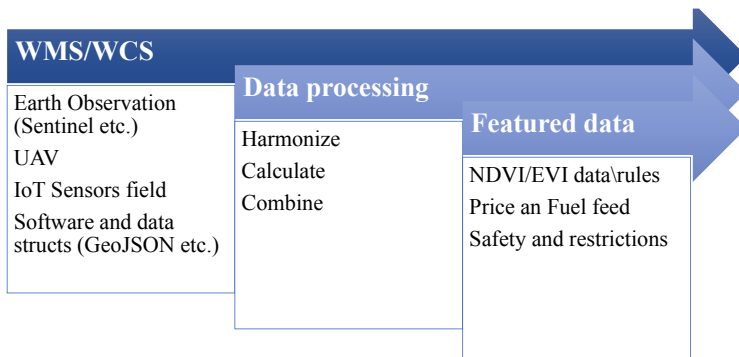 WMS/WCS
Earth Observation
(Sentinel etc.)
UAV
IoT Sensors field
Software and data
structs (GeoJSON etc.)
Data processing
Harmonize
Calculate
Combine
Featured data
NDVI/EVI data\rules
Price an Fuel feed
Safety and restrictions